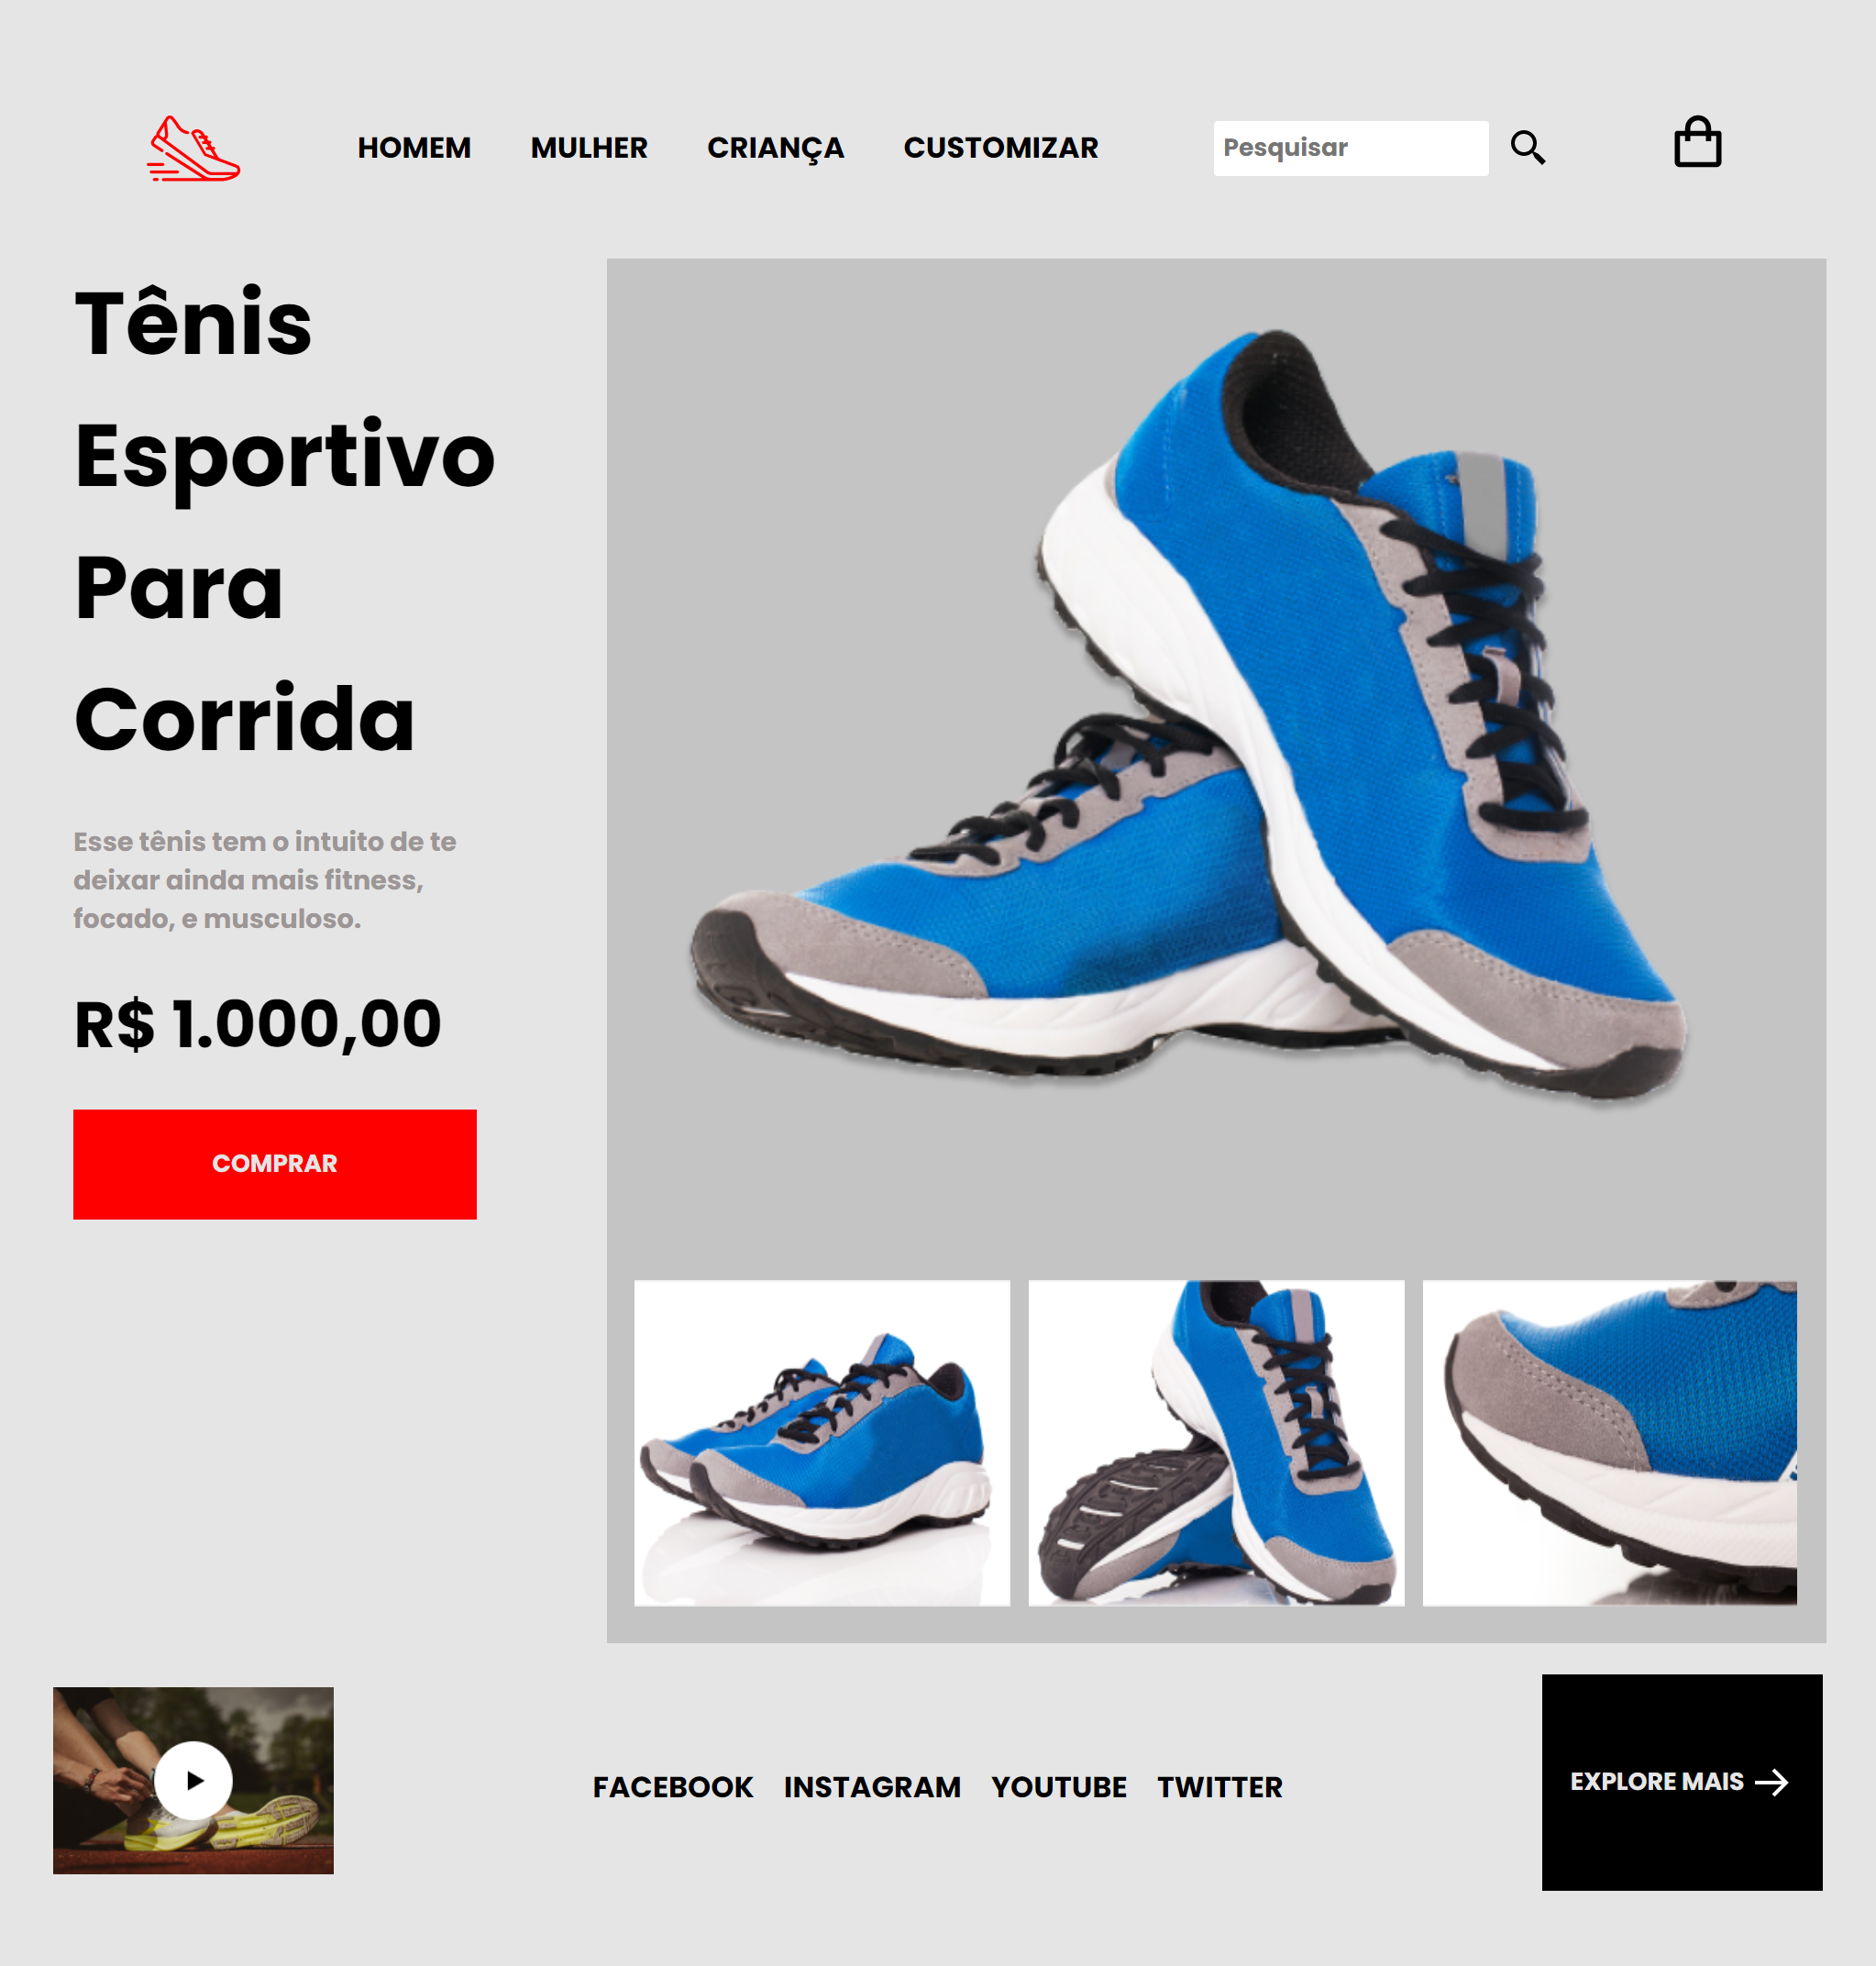 HOMEM MULHER CRIANÇA CUSTOMIZAR Pesquisar
Tênis
Esportivo
Para
Corrida
Esse tênis tem o intuito de te
deixar ainda mais fitness,
focado, e musculoso.
R$ 1.000,00
COMPRAR
FACEBOOK INSTAGRAM YOUTUBE TWITTER
EXPLORE MAIS